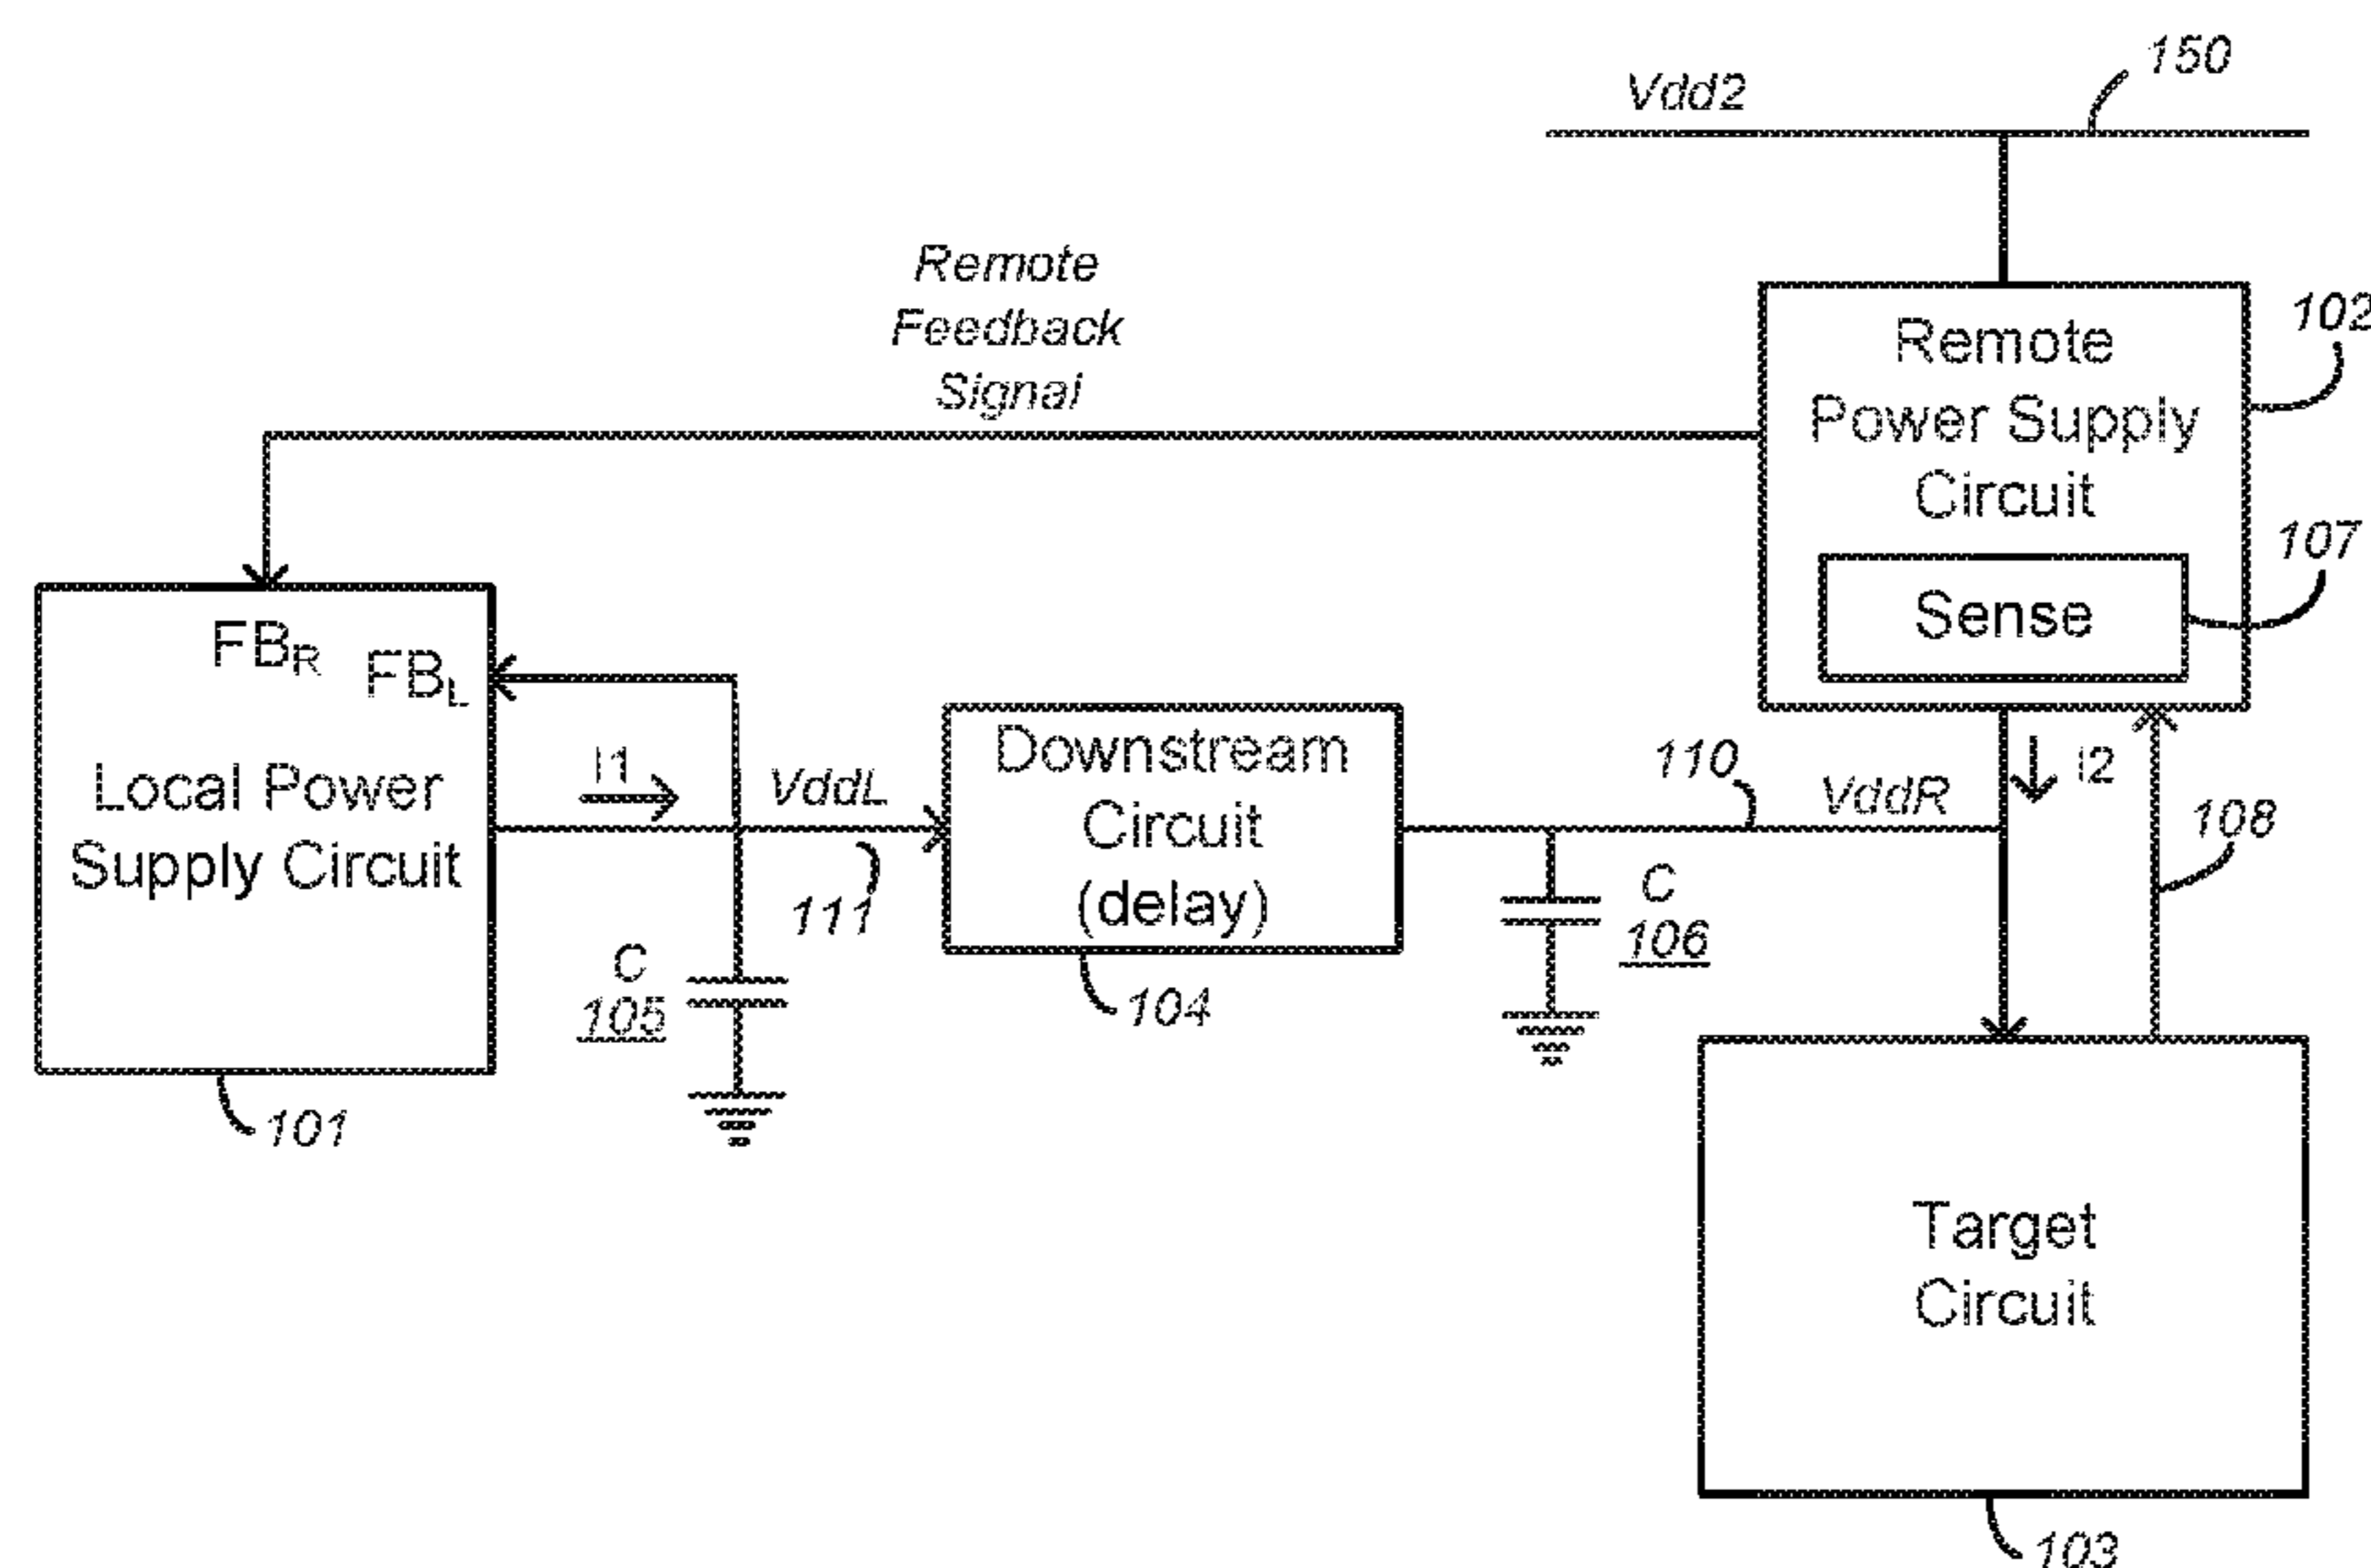 150
Vdd2
Remote
Feedback
Signal
Remote
Power Supply
Circuit
102
107
Sense
FBR
FBL
I1
VddL
Local Power
Supply Circuit
111
Downstream
Circuit
(delay)
110
VddR
I2
108
C
105
104
C
106
101
Target
Circuit
103